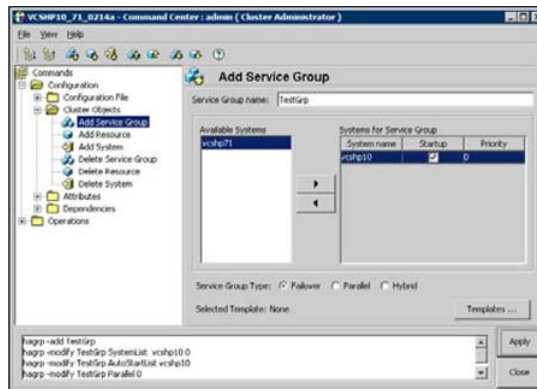 VCSHP10_71_0214a - Command Center : admin ( Cluster Administrator )
File View Help
Commands
Configuration
Configuration File
Cluster Objects
Add Service Group
Add Resource
Add System
Delete Service Group
Delete Resource
Delete System
Attributes
Dependencies
Operations
Add Service Group
Service Group name: TestGrp
Available Systems
vcshp71
Systems for Service Group
System name Startup Priority
vcshp10 0
Service Group Type: Failover Parallel Hybrid
Selected Template: None
Templates ...
hagrp -add TestGrp
hagrp -modify TestGrp SystemList vcshp10 0
hagrp -modify TestGrp AutoStartList vcshp10
hagrp -modify TestGrp Parallel 0
Apply
Close